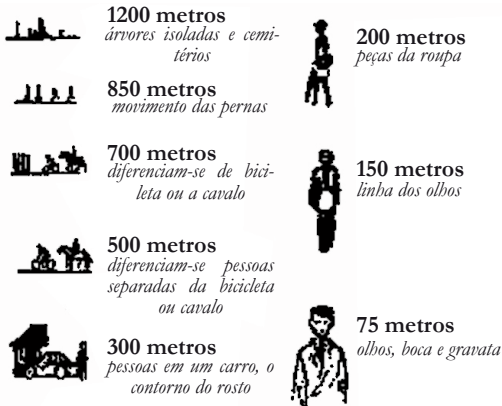 1200 metros
árvores isoladas e cemi-
térios
850 metros
movimento das pernas
700 metros
diferenciam-se de bici-
cleta ou a cavalo
500 metros
diferenciam-se pessoas
separadas da bicicleta
ou cavalo
300 metros
pessoas em um carro, o
contorno do rosto
200 metros
peças da roupa
150 metros
linha dos olhos
75 metros
olhos, boca e gravata